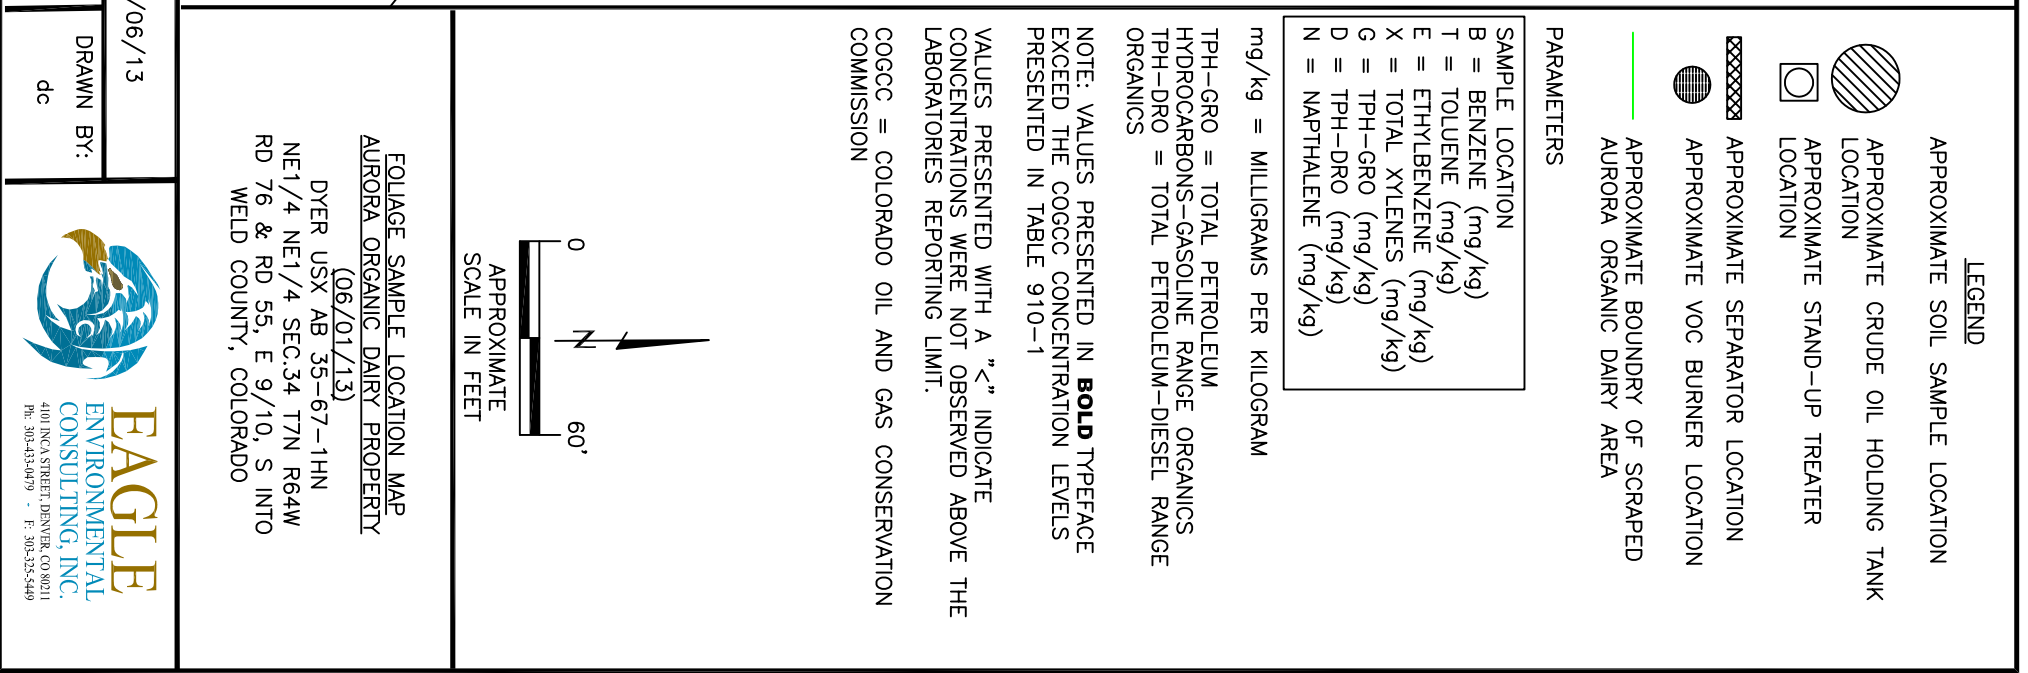 LEGEND
APPROXIMATE SOIL SAMPLE LOCATION
APPROXIMATE CRUDE OIL HOLDING TANK
LOCATION
APPROXIMATE STAND-UP TREATER
LOCATION
APPROXIMATE SEPARATOR LOCATION
APPROXIMATE VOC BURNER LOCATION
APPROXIMATE BOUNDRY OF SCRAPED
AURORA ORGANIC DAIRY AREA
PARAMETERS
SAMPLE LOCATION
B = BENZENE (mg/kg)
T = TOLUENE (mg/kg)
E = ETHYLBENZENE (mg/kg)
X = TOTAL XYLENES (mg/kg)
G = TPH-GRO (mg/kg)
D = TPH-DRO (mg/kg)
N = NAPTHALENE (mg/kg)
mg/kg = MILLIGRAMS PER KILOGRAM
TPH-GRO = TOTAL PETROLEUM
HYDROCARBONS-GASOLINE RANGE ORGANICS
TPH-DRO = TOTAL PETROLEUM-DIESEL RANGE
ORGANICS
NOTE: VALUES PRESENTED IN BOLD TYPEFACE
EXCEED THE COGCC CONCENTRATION LEVELS
PRESENTED IN TABLE 910-1
VALUES PRESENTED WITH A "<" INDICATE
CONCENTRATIONS WERE NOT OBSERVED ABOVE THE
LABORATORIES REPORTING LIMIT.
COGCC = COLORADO OIL AND GAS CONSERVATION
COMMISSION
N
0 60'
APPROXIMATE
SCALE IN FEET
FOLIAGE SAMPLE LOCATION MAP
AURORA ORGANIC DAIRY PROPERTY
(06/01/13)
DYER USX AB 35-67-1HN
NE1/4 NE1/4 SEC.34 T7N R64W
RD 76 & RD 55, E 9/10, S INTO
WELD COUNTY, COLORADO
/06/13
DRAWN BY:
dc
EAGLE
ENVIRONMENTAL
CONSULTING, INC.
4101 INCA STREET, DENVER, CO 80211
Ph: 303-433-0479 - F: 303-325-5449